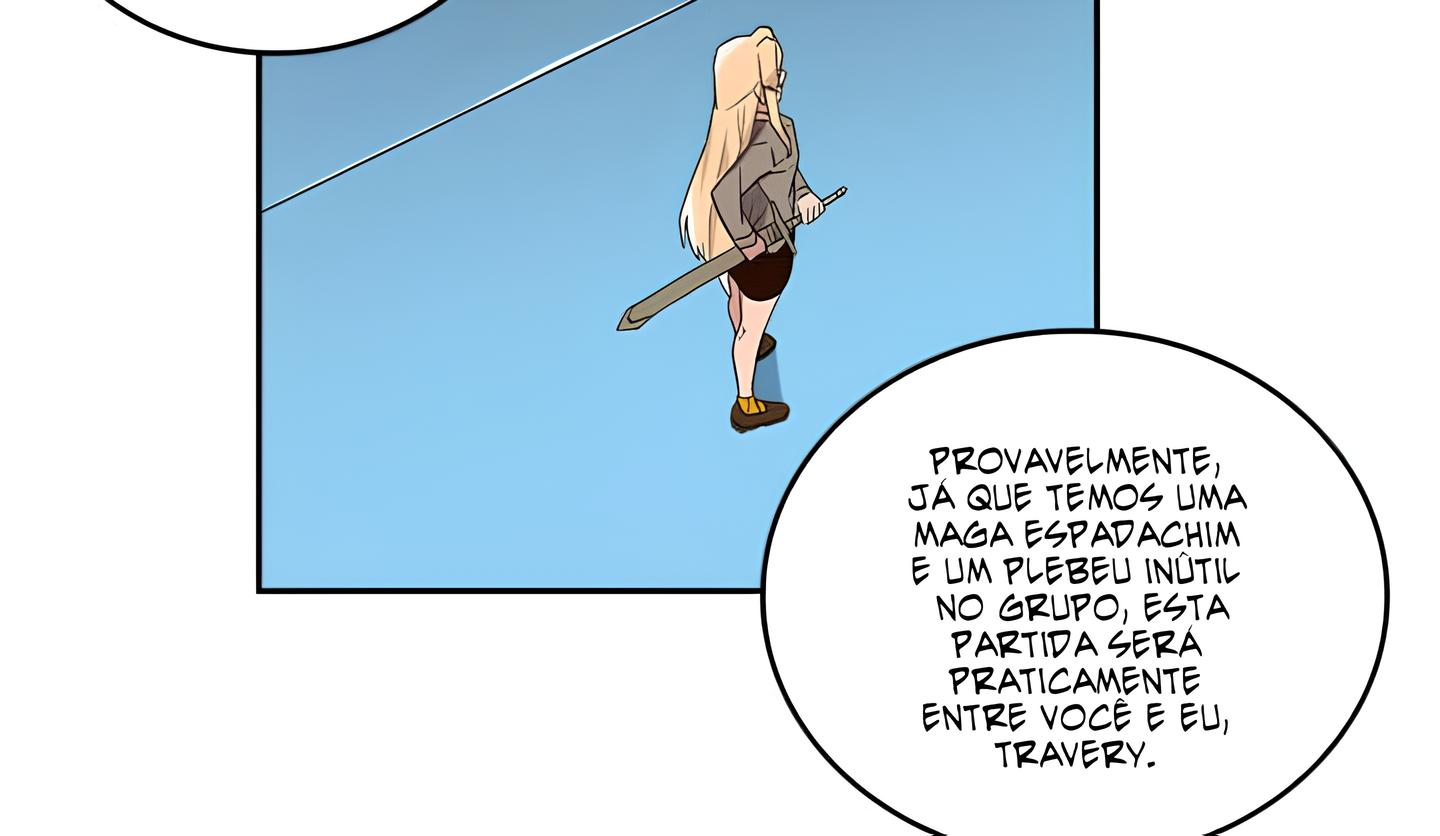 PROVAVELMENTE,
JÁ QUE TEMOS UMA
MAGA ESPADACHIM
E UM PLEBEU INÛTIL
NO GRUPO, ESTA
PARTIDA SERÁ
PRATICAMENTE
ENTRE VOCÊ E EU,
TRAVERY.